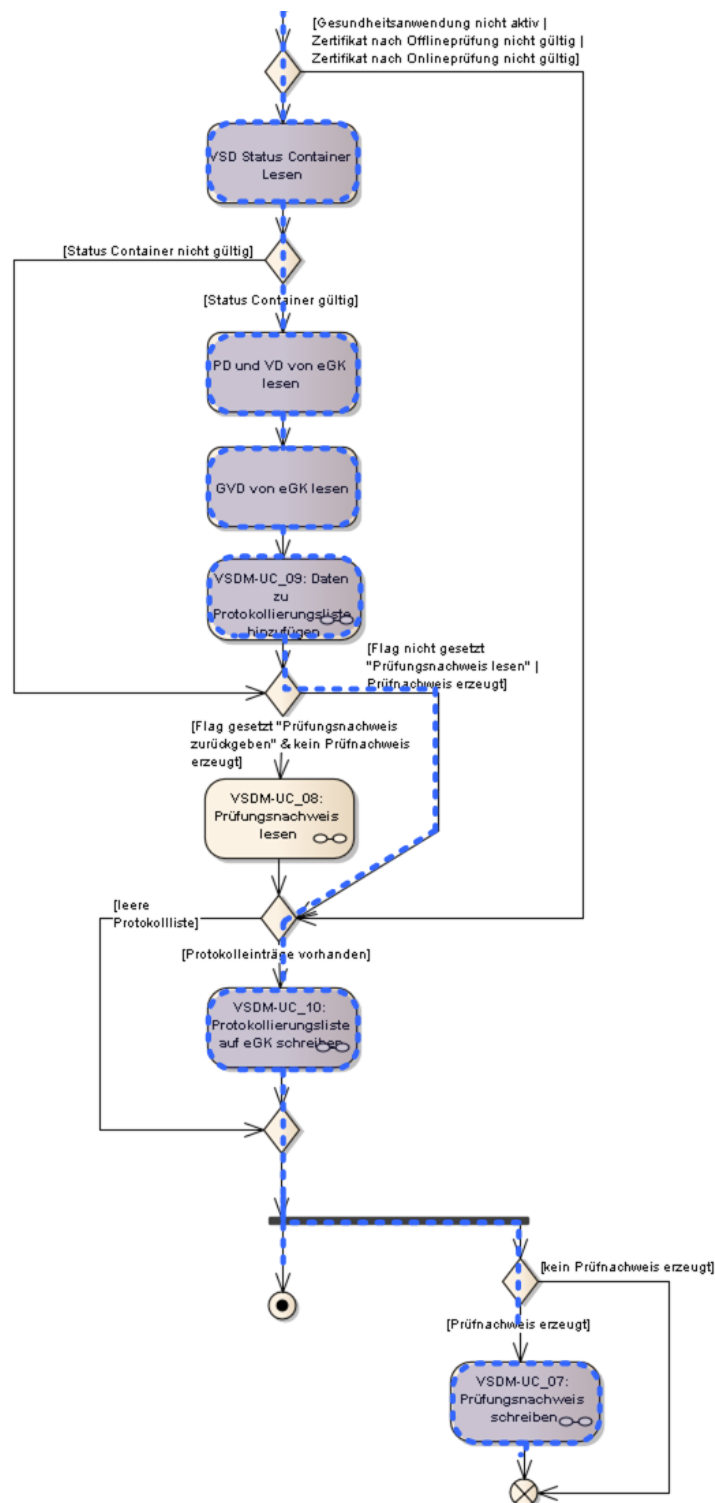 [Gesundheitsanwendung nicht aktiv |
Zertifikat nach Offlineprüfung nicht gültig |
Zertifikat nach Onlineprüfung nicht gültig]
VSD Status Container
Lesen
[Status Container nicht gültig]
[Status Container gültig]
PD und VD von eGK
lesen
GVD von eGK lesen
VSDM-UC_09: Daten
zu
Protokollierungsliste
hinzufügen
[Flag nicht gesetzt
"Prüfungsnachweis lesen" |
Prüfnachweis erzeugt]
[Flag gesetzt "Prüfungsnachweis
zurückgeben" & kein Prüfnachweis
erzeugt]
VSDM-UC_08:
Prüfungsnachweis
lesen
[leere
Protokollliste]
[Protokolleinträge vorhanden]
VSDM-UC_10:
Protokollierungsliste
auf eGK schreiben
[kein Prüfnachweis erzeugt]
[Prüfnachweis erzeugt]
VSDM-UC_07:
Prüfungsnachweis
schreiben